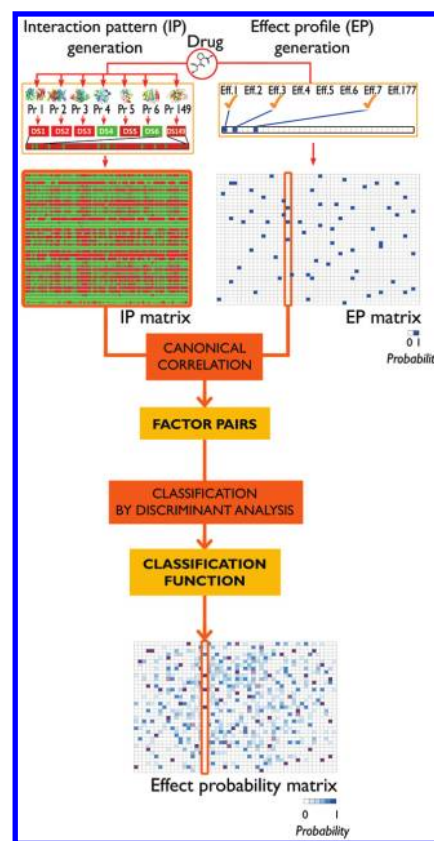 Interaction pattern (IP)
generation
Drug
Effect profile (EP)
generation
Pr 1 Pr 2 Pr 3 Pr 4 Pr 5 Pr 6 Pr 149
DS1 DS2 DS3 DS4 DS5 DS6 DS149
Eff.1 Eff.2 Eff.3 Eff.4 Eff.5 Eff.6 Eff.7 Eff.177
IP matrix
EP matrix
0 1
Probability
CANONICAL
CORRELATION
FACTOR PAIRS
CLASSIFICATION
BY DISCRIMINANT ANALYSIS
CLASSIFICATION
FUNCTION
Effect probability matrix
0 1
Probability